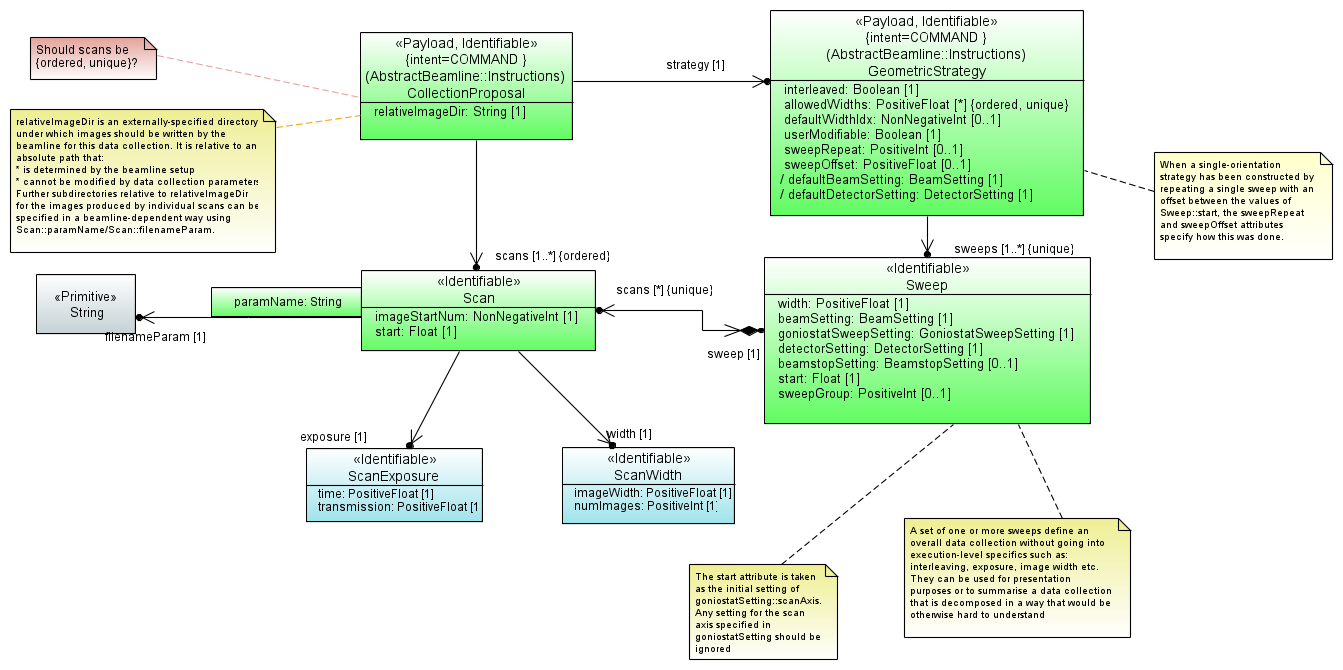 Should scans be
{ordered, unique}?
«Payload, Identifiable»
{intent=COMMAND }
(AbstractBeamline::Instructions)
CollectionProposal
relativeImageDir: String [1]
strategy [1]
«Payload, Identifiable»
{intent=COMMAND }
(AbstractBeamline::Instructions)
GeometricStrategy
interleaved: Boolean [1]
allowedWidths: PositiveFloat [*] {ordered, unique}
defaultWidthIdx: NonNegativeInt [0..1]
userModifiable: Boolean [1]
sweepRepeat: PositiveInt [0..1]
sweepOffset: PositiveFloat [0..1]
/ defaultBeamSetting: BeamSetting [1]
/ defaultDetectorSetting: DetectorSetting [1]
relativeImageDir is an externally-specified directory
under which images should be written by the
beamline for this data collection. It is relative to an
absolute path that:
* is determined by the beamline setup
* cannot be modified by data collection parameters
Further subdirectories relative to relativeImageDir
for the images produced by individual scans can be
specified in a beamline-dependent way using
Scan::paramName/Scan::filenameParam.
When a single-orientation
strategy has been constructed by
repeating a single sweep with an
offset between the values of
Sweep::start, the sweepRepeat
and sweepOffset attributes
specify how this was done.
scans [1..*] {ordered}
sweeps [1..*] {unique}
«Primitive»
String
filenameParam [1]
paramName: String
«Identifiable»
Scan
imageStartNum: NonNegativeInt [1]
start: Float [1]
scans [*] {unique}
sweep [1]
«Identifiable»
Sweep
width: PositiveFloat [1]
beamSetting: BeamSetting [1]
goniostatSweepSetting: GoniostatSweepSetting [1]
detectorSetting: DetectorSetting [1]
beamstopSetting: BeamstopSetting [0..1]
start: Float [1]
sweepGroup: PositiveInt [0..1]
exposure [1]
width [1]
«Identifiable»
ScanExposure
time: PositiveFloat [1]
transmission: PositiveFloat [1
«Identifiable»
ScanWidth
imageWidth: PositiveFloat [1]
numImages: PositiveInt [1]
The start attribute is taken
as the initial setting of
goniostatSetting::scanAxis.
Any setting for the scan
axis specified in
goniostatSetting should be
ignored
A set of one or more sweeps define an
overall data collection without going into
execution-level specifics such as:
interleaving, exposure, image width etc.
They can be used for presentation
purposes or to summarise a data collection
that is decomposed in a way that would be
otherwise hard to understand